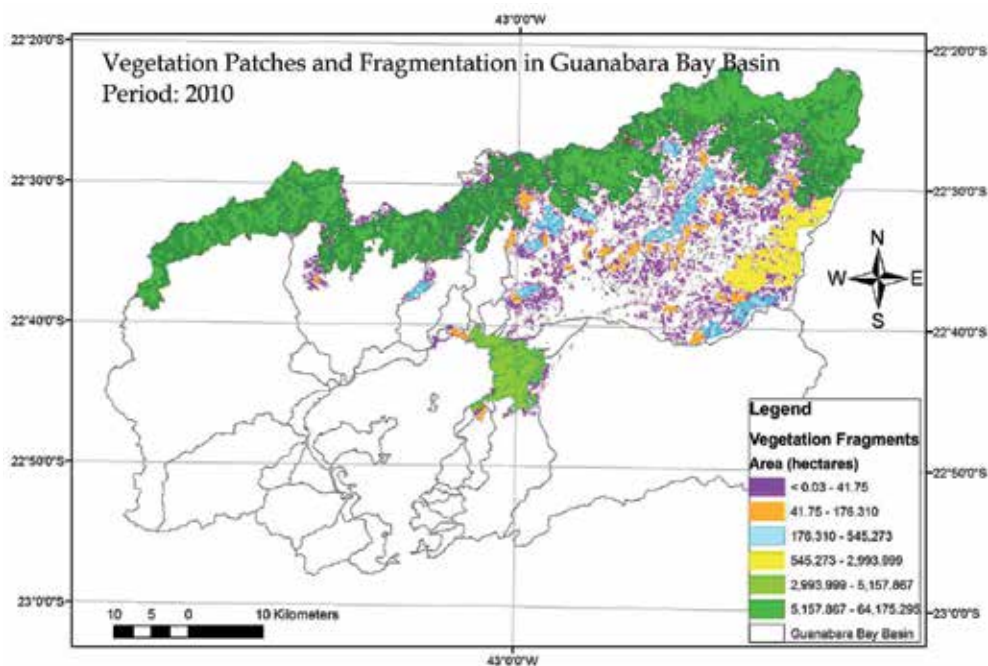 43°0'0"W
22°20'0"S
22°20'0"S
Vegetation Patches and Fragmentation in Guanabara Bay Basin
Period: 2010
22°30'0"S
22°30'0"S
N
W E
S
22°40'0"S
22°40'0"S
Legend
Vegetation Fragments
Area (hectares)
< 0.03 - 41.75
41.75 - 176.310
176.310 - 545.273
545.273 - 2,993.999
2,993.999 - 5,157.867
5,157.867 - 64,175.295
Guanabara Bay Basin
22°50'0"S
22°50'0"S
23°0'0"S
23°0'0"S
10 5 0 10 Kilometers
43°0'0"W